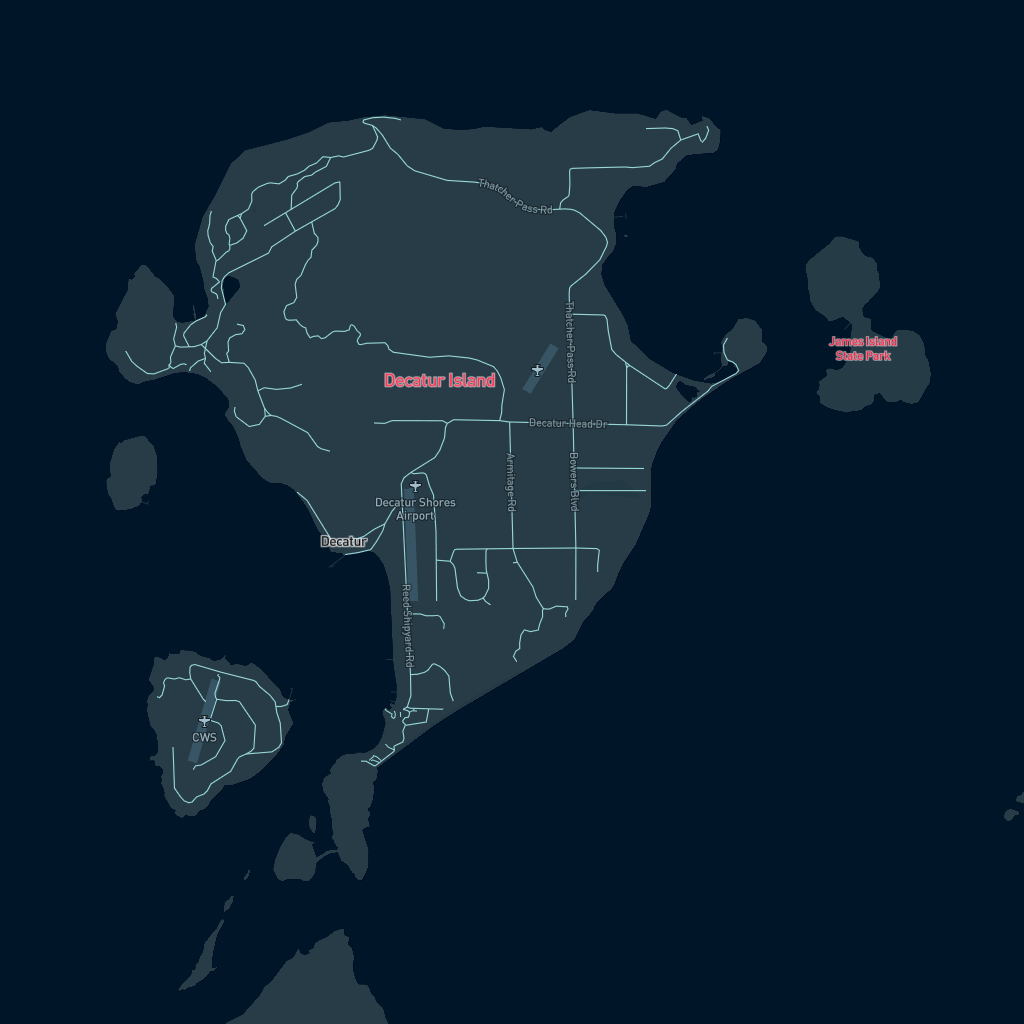 Thatcher Pass Rd
Thatcher Pass Rd
James Island
State Park
Decatur Island
Decatur Head Dr
Armitage Rd
Bowers Blvd
Decatur Shores
Airport
Decatur
Reed Shipyard Rd
CWS